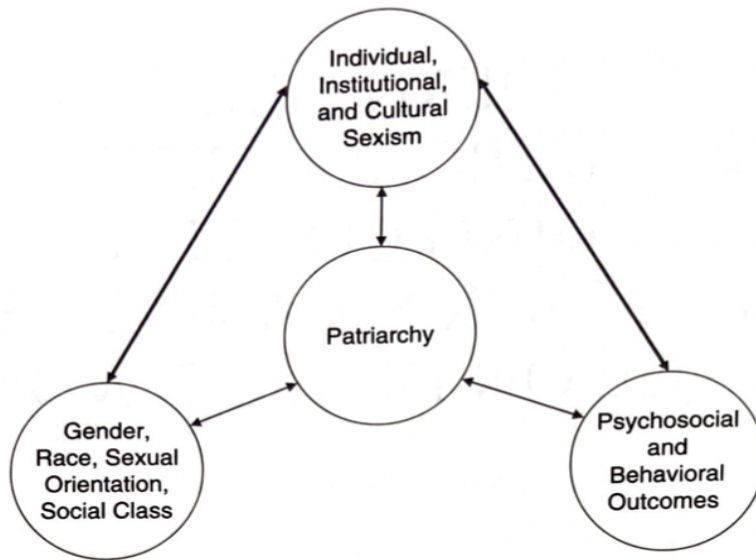 Individual,
Institutional,
and Cultural
Sexism
Patriarchy
Gender,
Race, Sexual
Orientation,
Social Class
Psychosocial
and
Behavioral
Outcomes